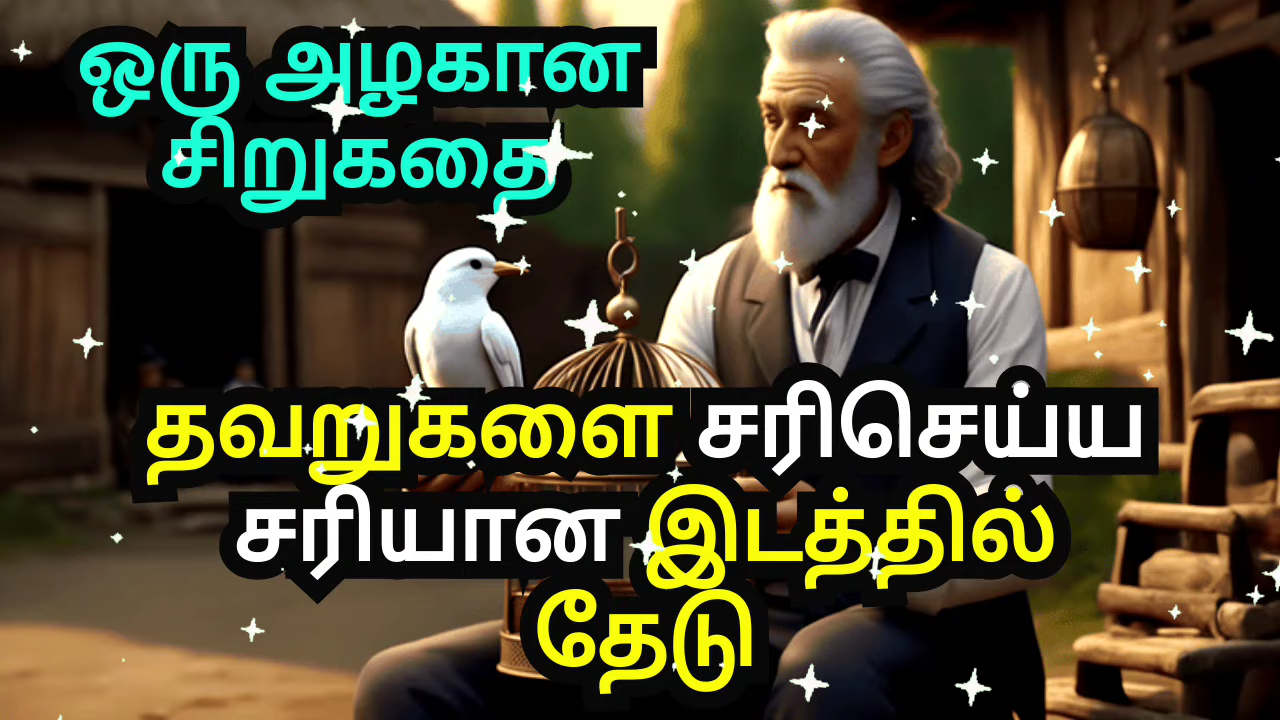 ஒரு அழகான
சிறுகதை
தவறுகளை சரிசெய்ய
சரியான இடத்தில்
தேடு